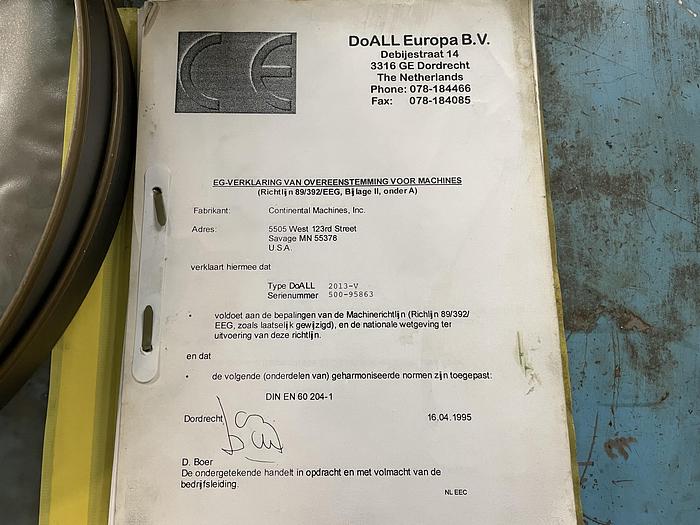 CE
DoALL Europa B.V.
Debijestraat 14
3316 GE Dordrecht
The Netherlands
Phone: 078-184466
Fax: 078-184085
EG-VERKLARING VAN OVEREENSTEMMING VOOR MACHINES
(Richtlijn 89/392/EEG, Bijlage II, onder A)
Fabrikant: Continental Machines, Inc.
Adres: 5505 West 123rd Street
Savage MN 55378
U.S.A.
verklaart hiermee dat
Type DoALL 2013-V
Serienummer 500-95863
• voldoet aan de bepalingen van de Machinerichtlijn (Richlijn 89/392/
EEG, zoals laatselijk gewijzigd), en de nationale wetgeving ter
uitvoering van deze richtlijn.
en dat
• de volgende (onderdelen van) geharmoniseerde normen zijn toegepast:
DIN EN 60 204-1
Dordrecht 16.04.1995
D. Boer
De ondergetekende handelt in opdracht en met volmacht van de
bedrijfsleiding.
NL EEC